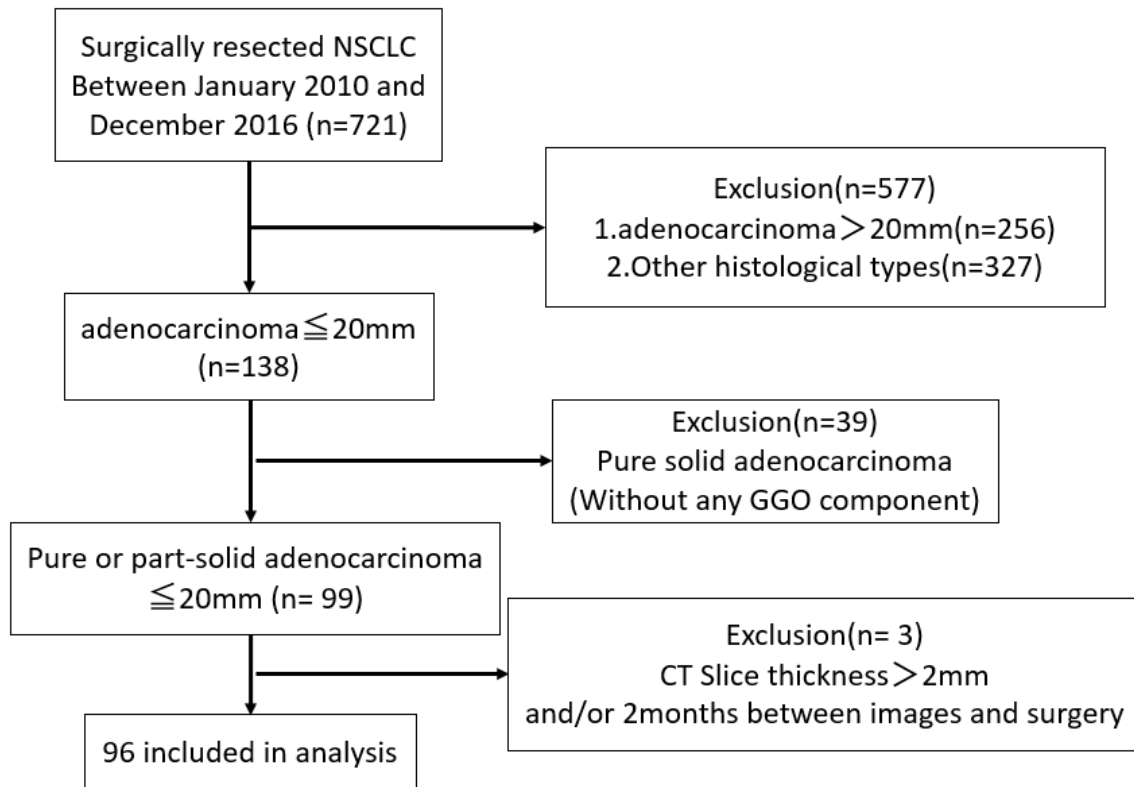 Surgically resected NSCLC
Between January 2010 and
December 2016 (n=721)
Exclusion(n=577)
1.adenocarcinoma＞20mm(n=256)
2.Other histological types(n=327)
adenocarcinoma≦20mm
(n=138)
Exclusion(n=39)
Pure solid adenocarcinoma
(Without any GGO component)
Pure or part-solid adenocarcinoma
≦20mm (n= 99)
Exclusion(n= 3)
CT Slice thickness＞2mm
and/or 2months between images and surgery
96 included in analysis